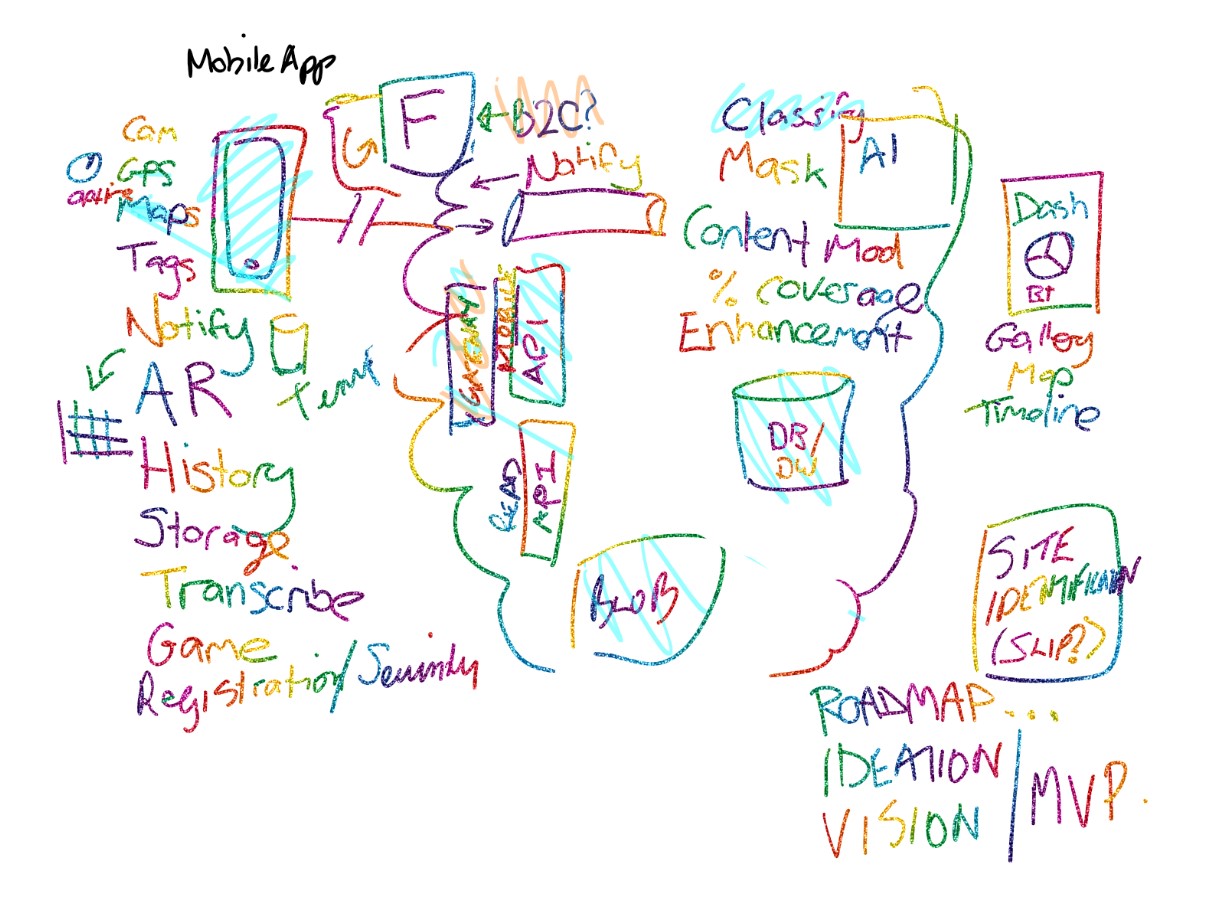 Mobile App
Cam
GPS
Maps
Tags
Notify
AR
History
Storage
Transcribe
Game
Registration/Security
F
B2C?
Notify
GATEWAY
MOBILE
API
READ
API
BLOB
Classify
Mask
AI
Content Mod
% Coverage
Enhancement
DB/
DW
Dash
BI
Gallery
Map
Timeline
SITE
(SLIP??)
ROADMAP...
IDEATION
VISION / MVP.